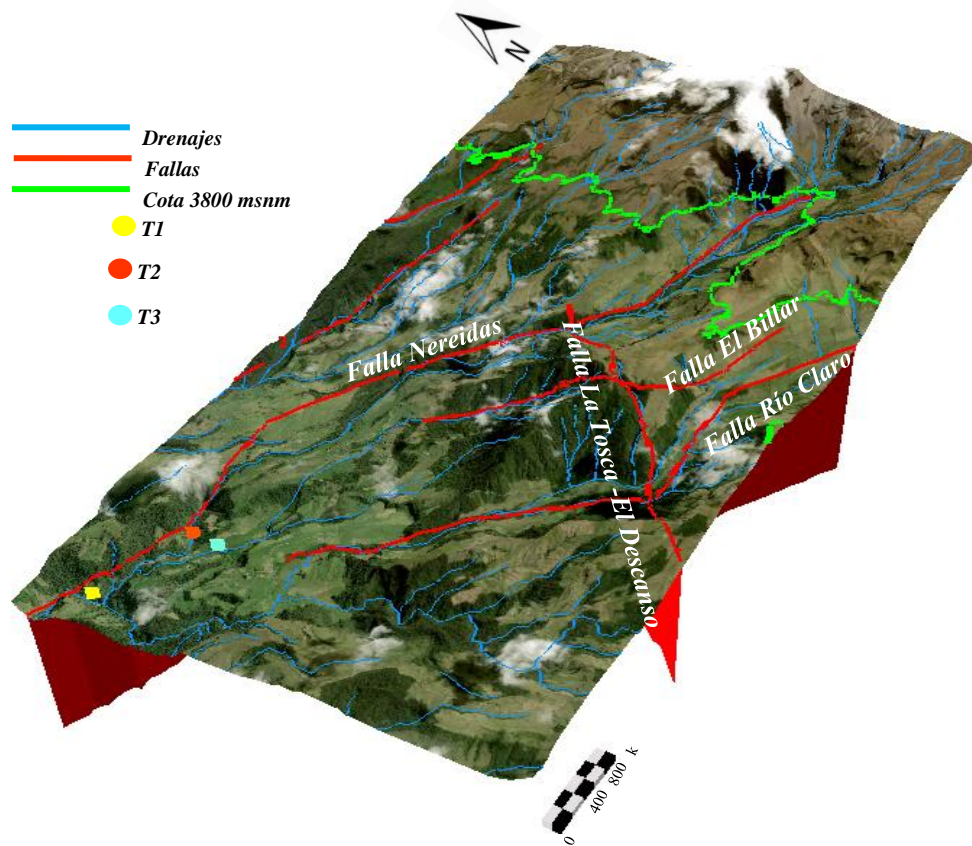 N
Drenajes
Fallas
Cota 3800 msnm
T1
T2
T3
Falla Nereidas
Falla La Tosca -El Descanso
Falla El Billar
Falla Río Claro
0 400 800 k